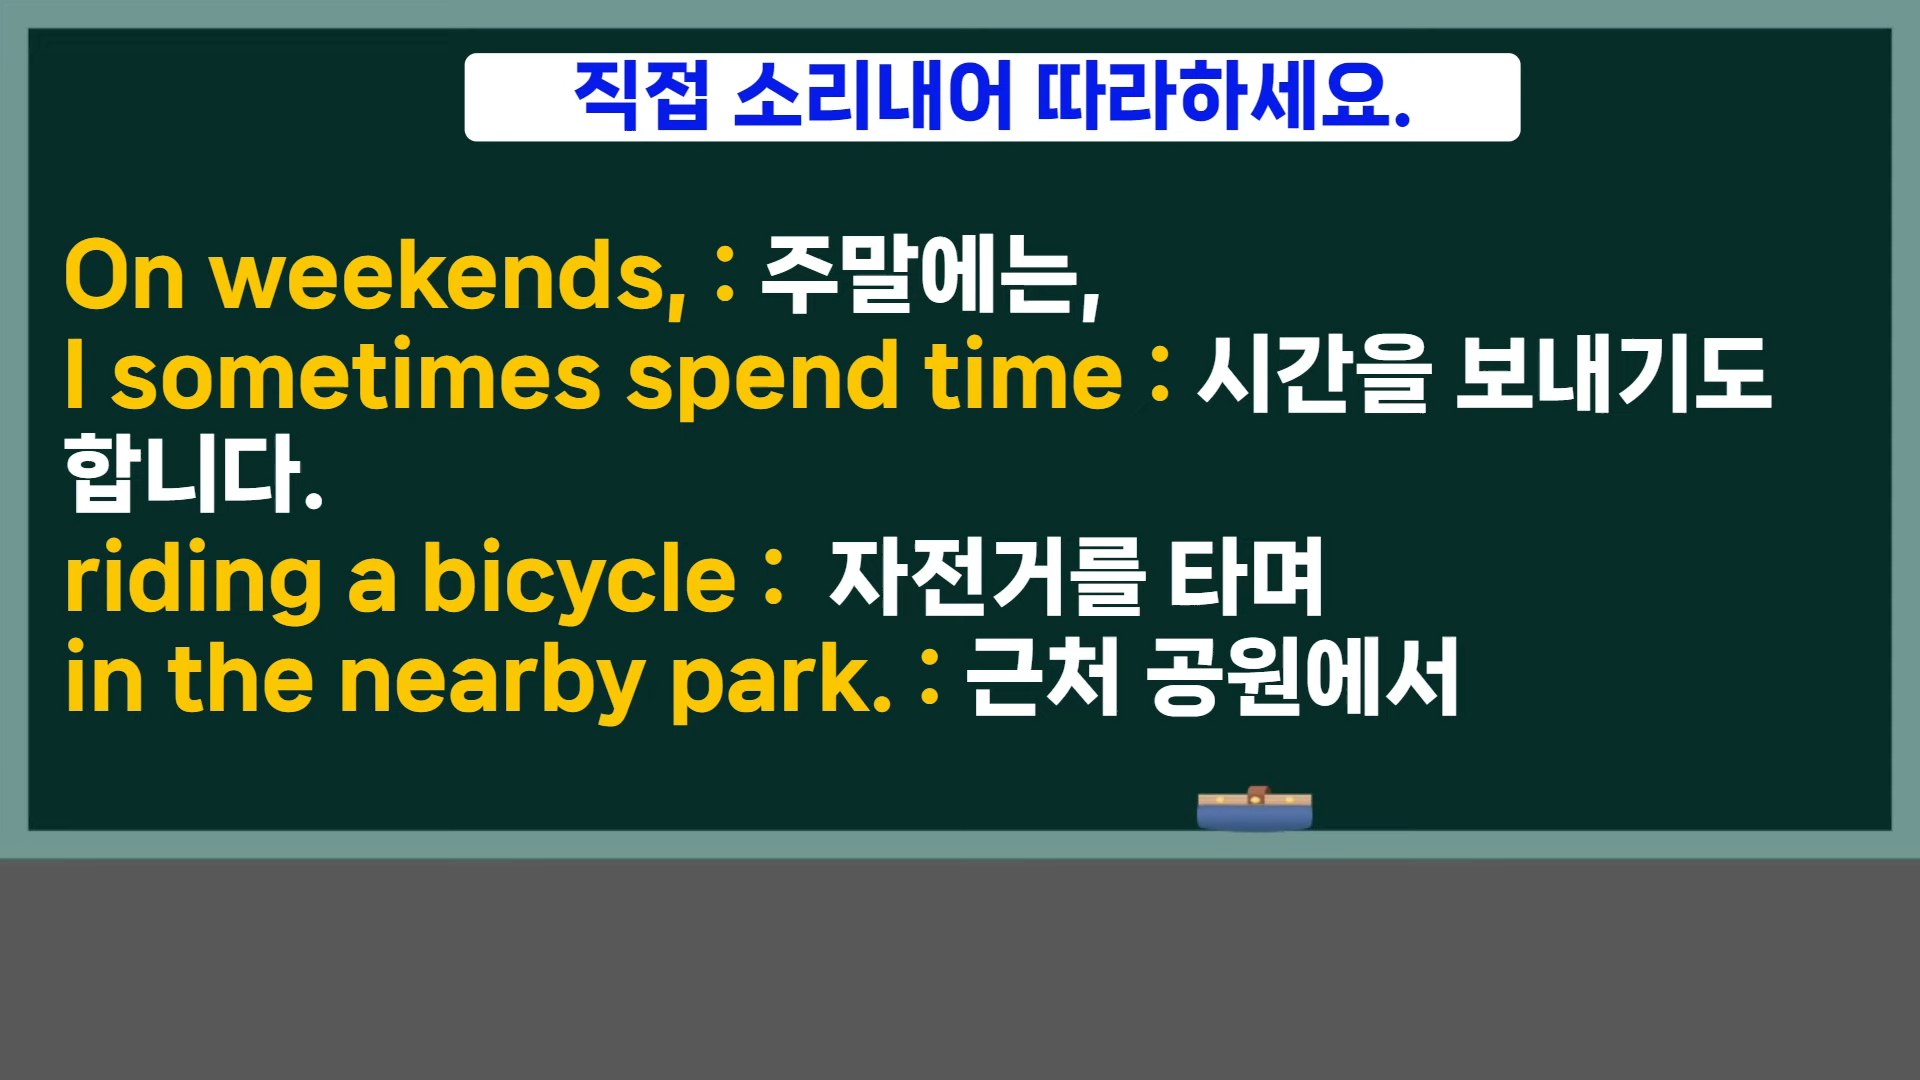 직접 소리내어 따라하세요.
On weekends, : 주말에는,
I sometimes spend time : 시간을 보내기도
합니다.
riding a bicycle :  자전거를 타며
in the nearby park. : 근처 공원에서